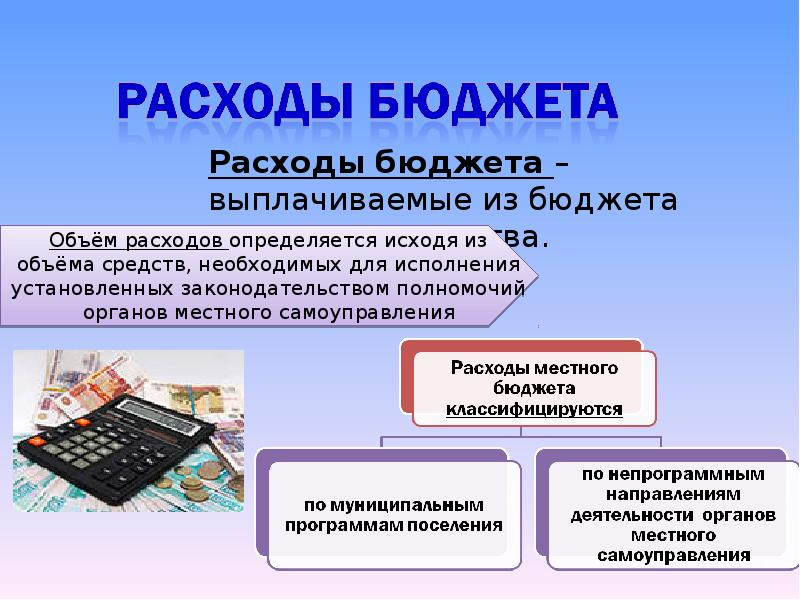 РАСХОДЫ БЮДЖЕТА
Расходы бюджета –
выплачиваемые из бюджета
Объём расходов определяется исходя из
объёма средств, необходимых для исполнения
установленных законодательством полномочий
органов местного самоуправления
Расходы местного
бюджета
классифицируются
по муниципальным
программам поселения
по непрограммным
направлениям
деятельности органов
местного
самоуправления